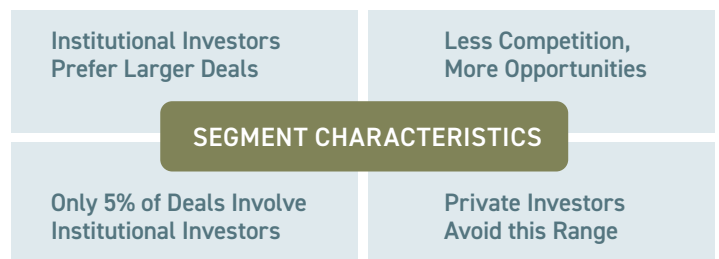 Institutional Investors
Prefer Larger Deals
Less Competition,
More Opportunities
SEGMENT CHARACTERISTICS
Only 5% of Deals Involve
Institutional Investors
Private Investors
Avoid this Range